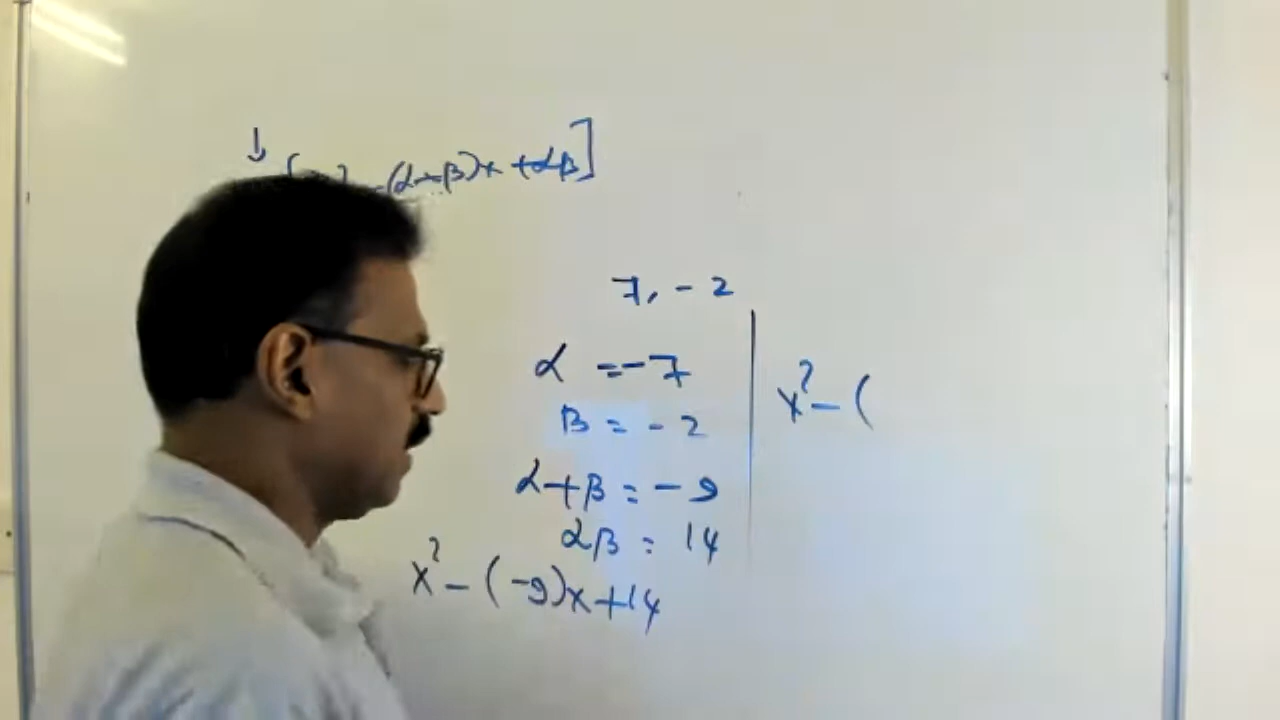 ↓
-(α+β)x+αβ]
7, -2
α =-7
β = -2
α+β = -9
αβ = 14
x² - (-9)x+14
x² - (